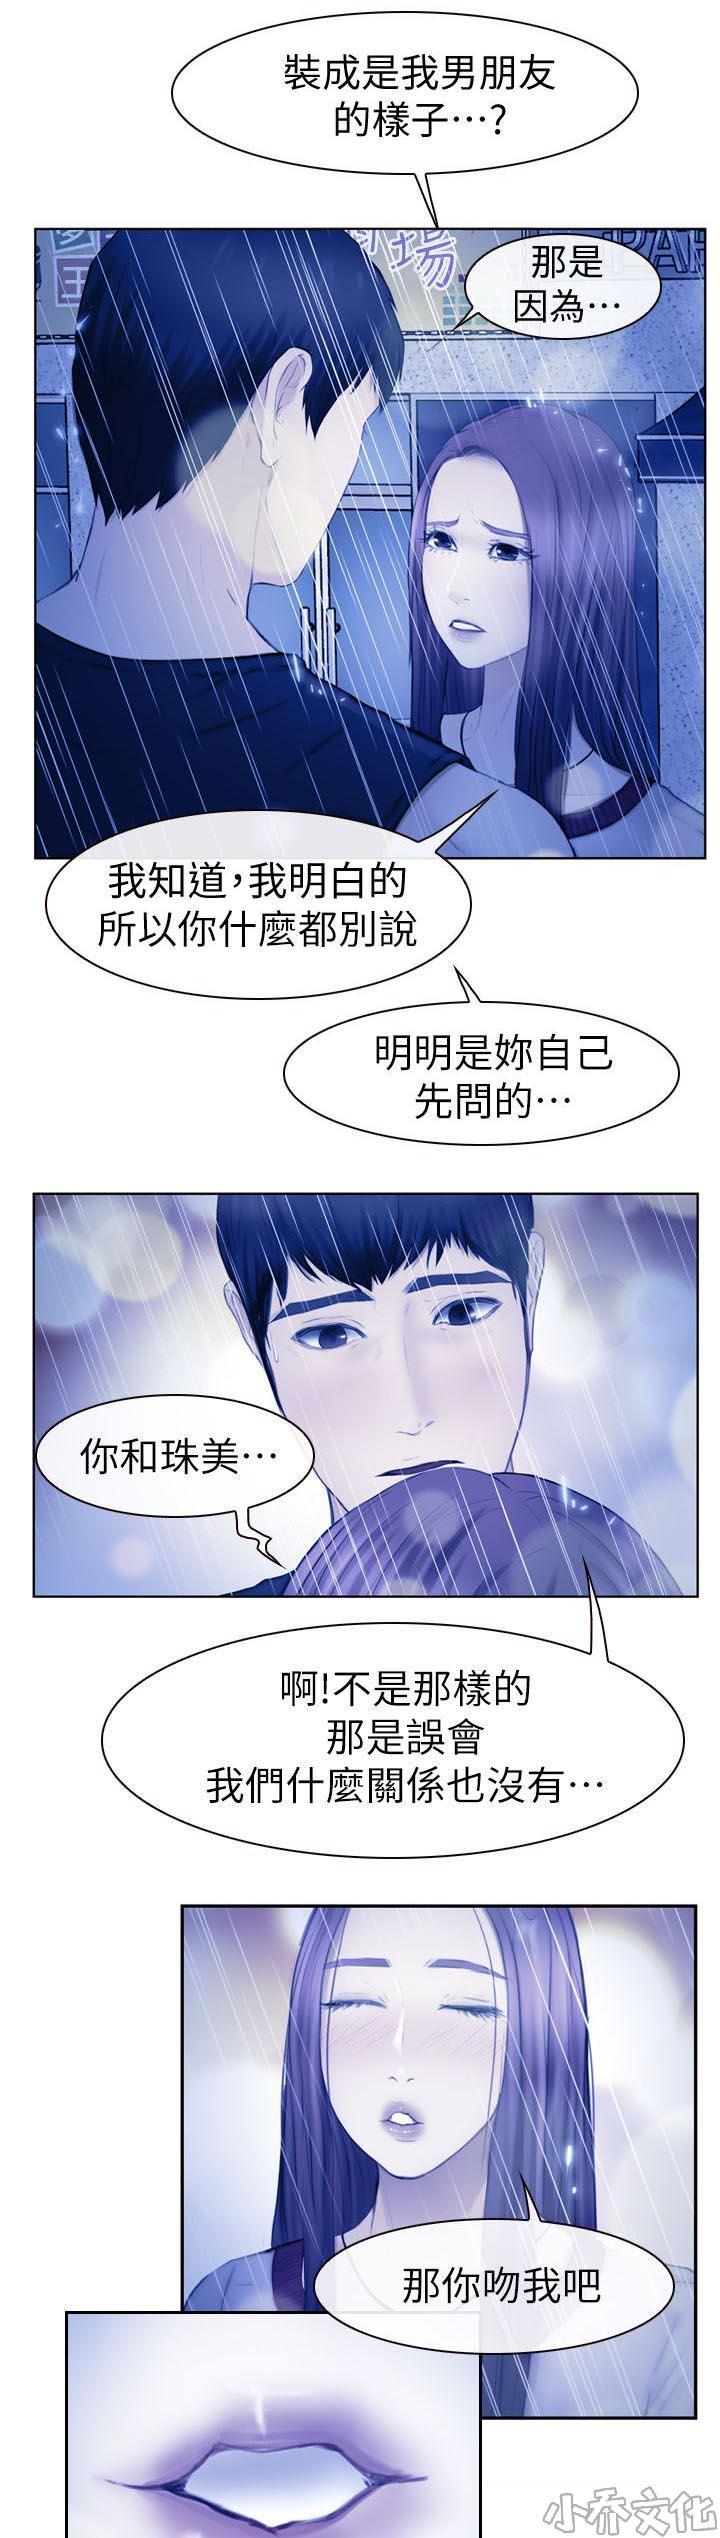 裝成是我男朋友
的樣子⋯?
場
PAR
那是
因為⋯
我知道,我明白的
所以你什麼都別說
明明是妳自己
先問的⋯
你和珠美⋯
啊!不是那樣的
那是誤會
我們什麼關係也沒有⋯
那你吻我吧
小乔文化